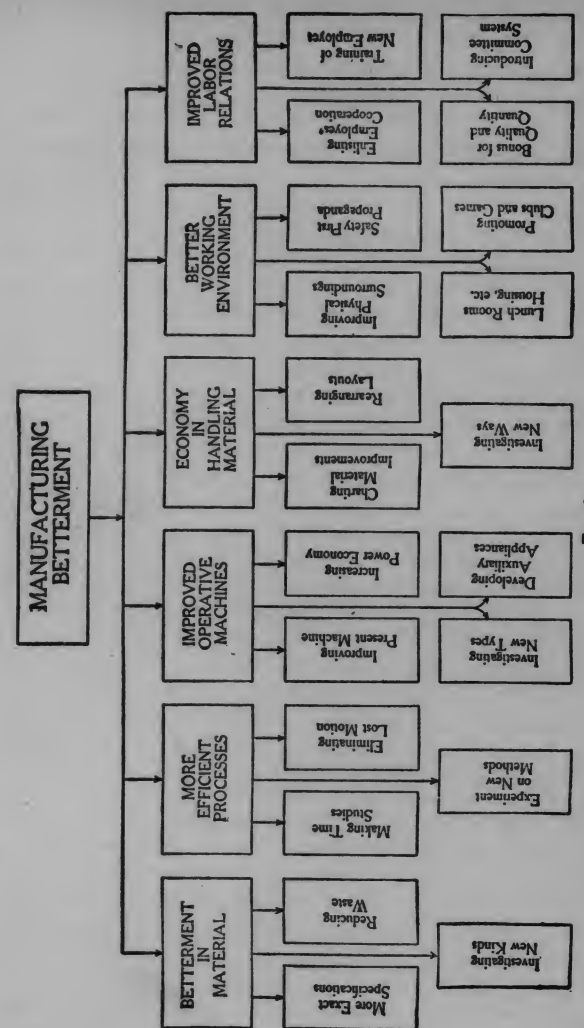 MANUFACTURING
BETTERMENT
BETTERMENT
IN
MATERIAL
MORE
EFFICIENT
PROCESSES
IMPROVED
OPERATIVE
MACHINES
ECONOMY
IN
HANDLING
MATERIAL
BETTER
WORKING
ENVIRONMENT
IMPROVED
LABOR
RELATIONS
More Exact
Specifications
Reducing
Waste
Making Time
Studies
Eliminating
Lost Motion
Improving
Present Machine
Increasing
Power Economy
Charting
Material
Improvements
Rearranging
Layouts
Improving
Physical
Surroundings
Safety First
Propaganda
Enlisting
Employes'
Cooperation
Training of
New Employes
Investigating
New Kinds
Experiment
on New
Methods
Investigating
New Types
Developing
Auxiliary
Appliances
Investigating
New Ways
Lunch Rooms
Housing, etc.
Promoting
Clubs and Games
Bonus for
Quality and
Quantity
Introducing
Committee
System